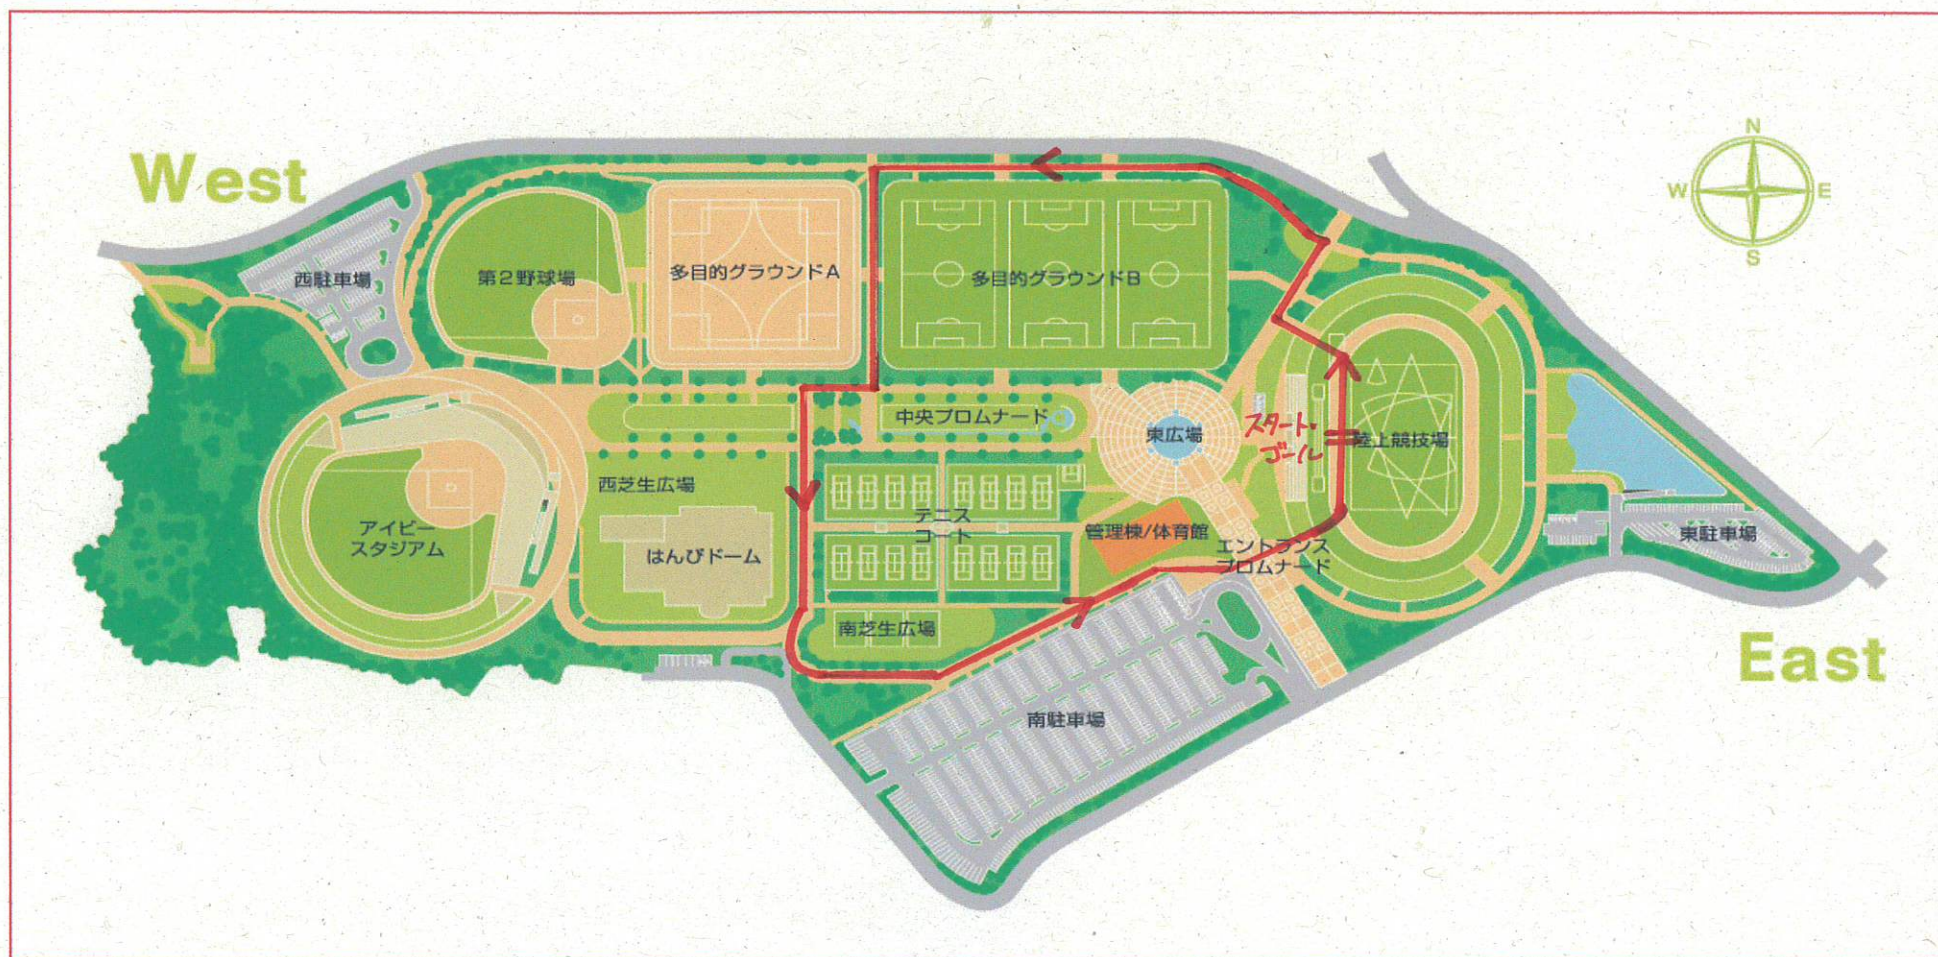 West
N
W
E
S
西駐車場
第2野球場
多目的グラウンドA
多目的グラウンドB
中央プロムナード
東広場
スタート・
ゴール
陸上競技場
西芝生広場
アイビー
スタジアム
はんぴドーム
テニス
コート
管理棟/体育館
エントランス
プロムナード
東駐車場
南芝生広場
南駐車場
East